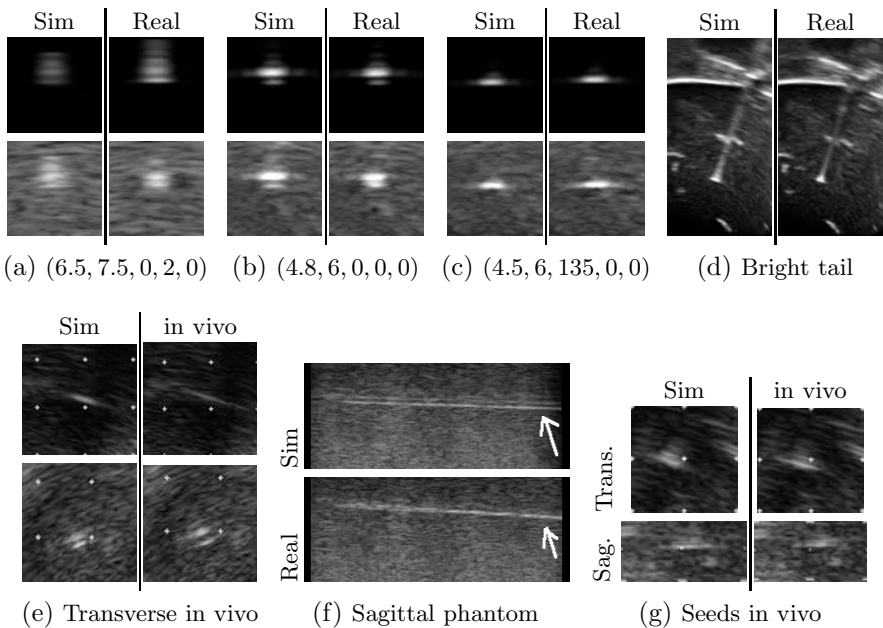 Sim Real Sim Real Sim Real Sim Real
(a) (6.5, 7.5, 0, 2, 0) (b) (4.8, 6, 0, 0, 0) (c) (4.5, 6, 135, 0, 0) (d) Bright tail
Sim in vivo
Sim
Real
Sim in vivo
Trans.
Sag.
(e) Transverse in vivo (f) Sagittal phantom (g) Seeds in vivo